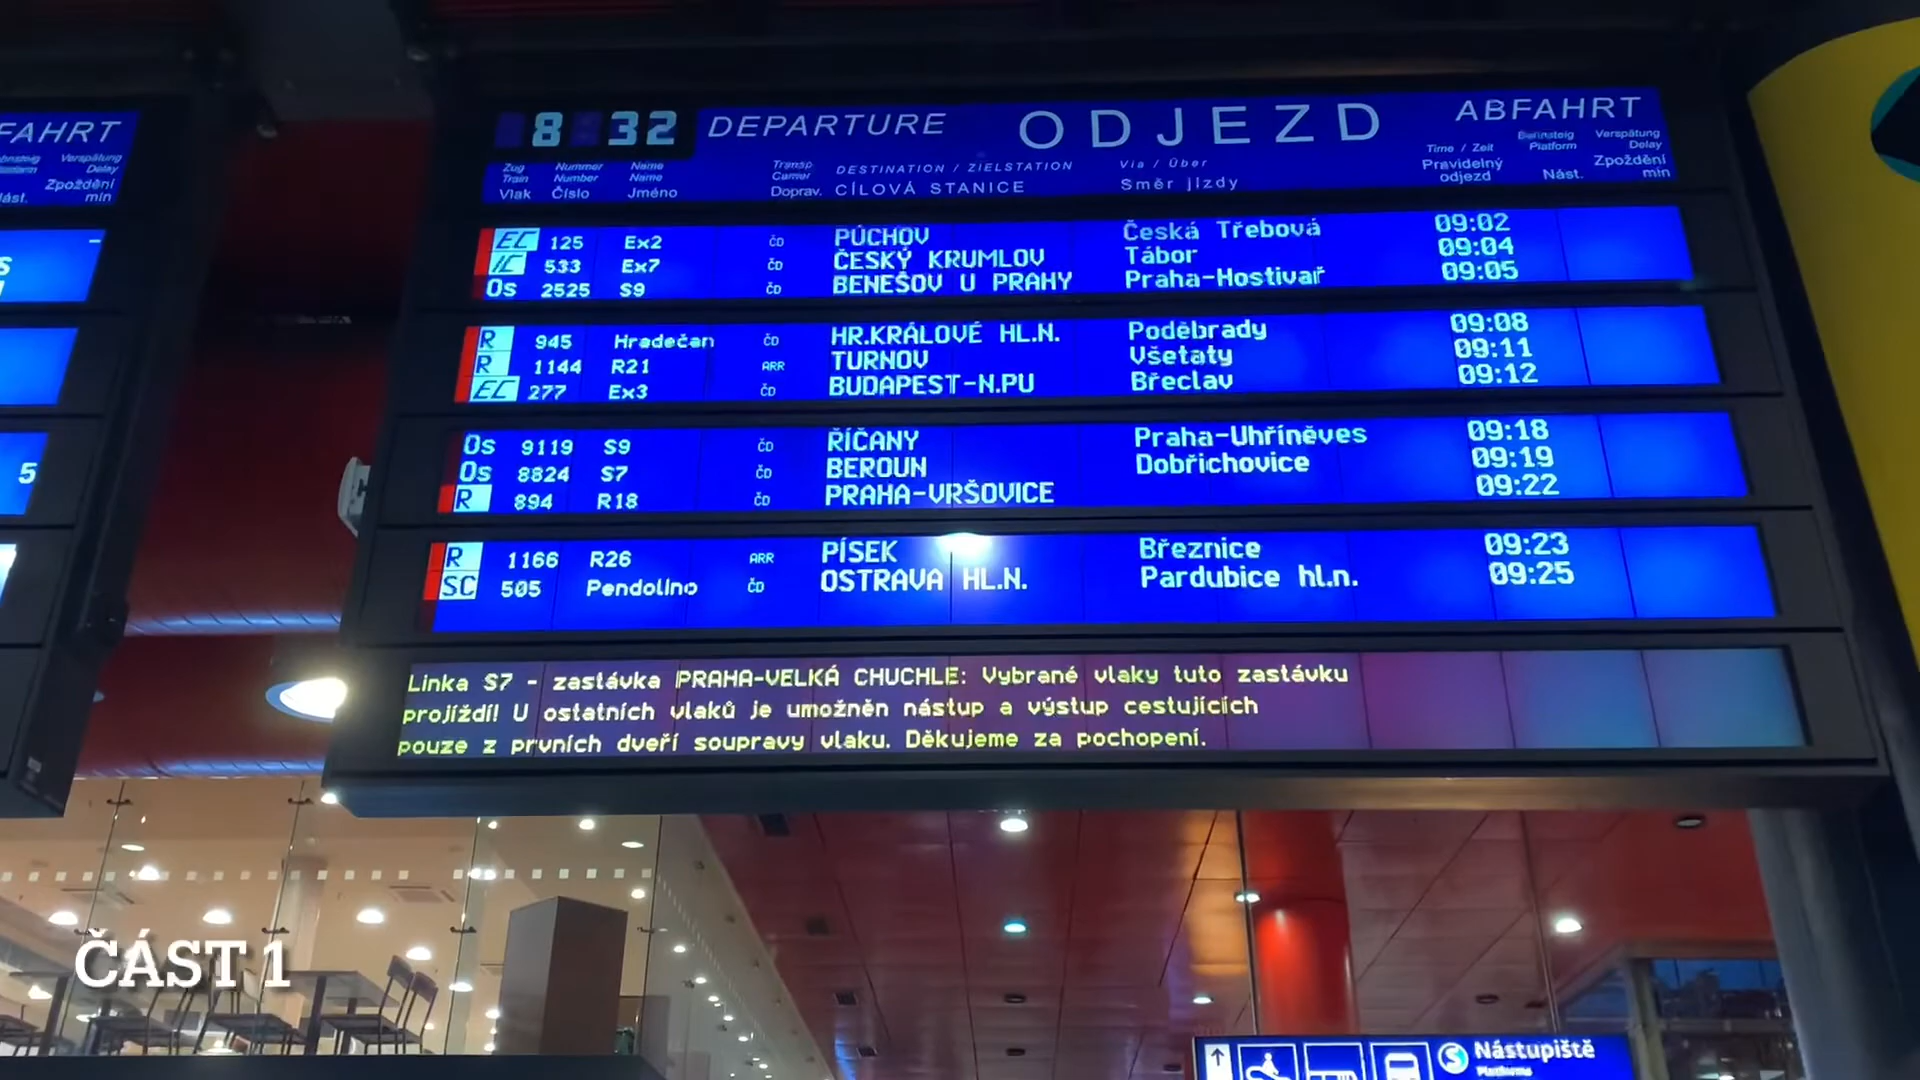 FAHRT
Verspätung
Delay
Zpoždění
min
5
8 32 DEPARTURE ODJEZD ABFAHRT
Zug Nummer Name Transp. DESTINATION / ZIELSTATION Via / Über Time / Zeit Bahnsteig Verspätung
Train Number Name Carrier CÍLOVÁ STANICE Směr jízdy Pravidelný Platform Delay
Vlak Číslo Jméno Doprav. odjezd Nást. Zpoždění min
EC 125 Ex2 ČD PÚCHOV Česká Třebová 09:02
IC 533 Ex7 ČD ČESKÝ KRUMLOV Tábor 09:04
Os 2525 S9 ČD BENEŠOV U PRAHY Praha-Hostivař 09:05
R 945 Hradečan ČD HR.KRÁLOVÉ HL.N. Poděbrady 09:08
R 1144 R21 ARR TURNOV Všetaty 09:11
EC 277 Ex3 ČD BUDAPEST-N.PU Břeclav 09:12
Os 9119 S9 ČD ŘÍČANY Praha-Uhříněves 09:18
Os 8824 S7 ČD BEROUN Dobřichovice 09:19
R 894 R18 ČD PRAHA-VRŠOVICE 09:22
R 1166 R26 ARR PÍSEK Březnice 09:23
SC 505 Pendolino ČD OSTRAVA HL.N. Pardubice hl.n. 09:25
Linka S7 - zastávka PRAHA-VELKÁ CHUCHLE: Vybrané vlaky tuto zastávku
projíždí! U ostatních vlaků je umožněn nástup a výstup cestujících
pouze z prvních dveří soupravy vlaku. Děkujeme za pochopení.
ČÁST 1
S Nástupiště
Platforms